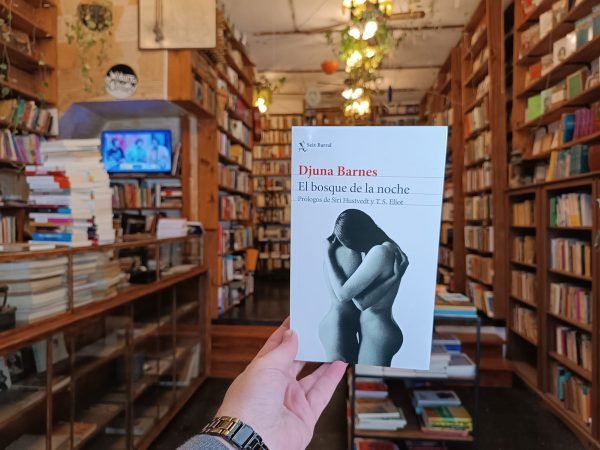 Seix Barral
Djuna Barnes
El bosque de la noche
Prólogos de Siri Hustvedt y T. S. Eliot